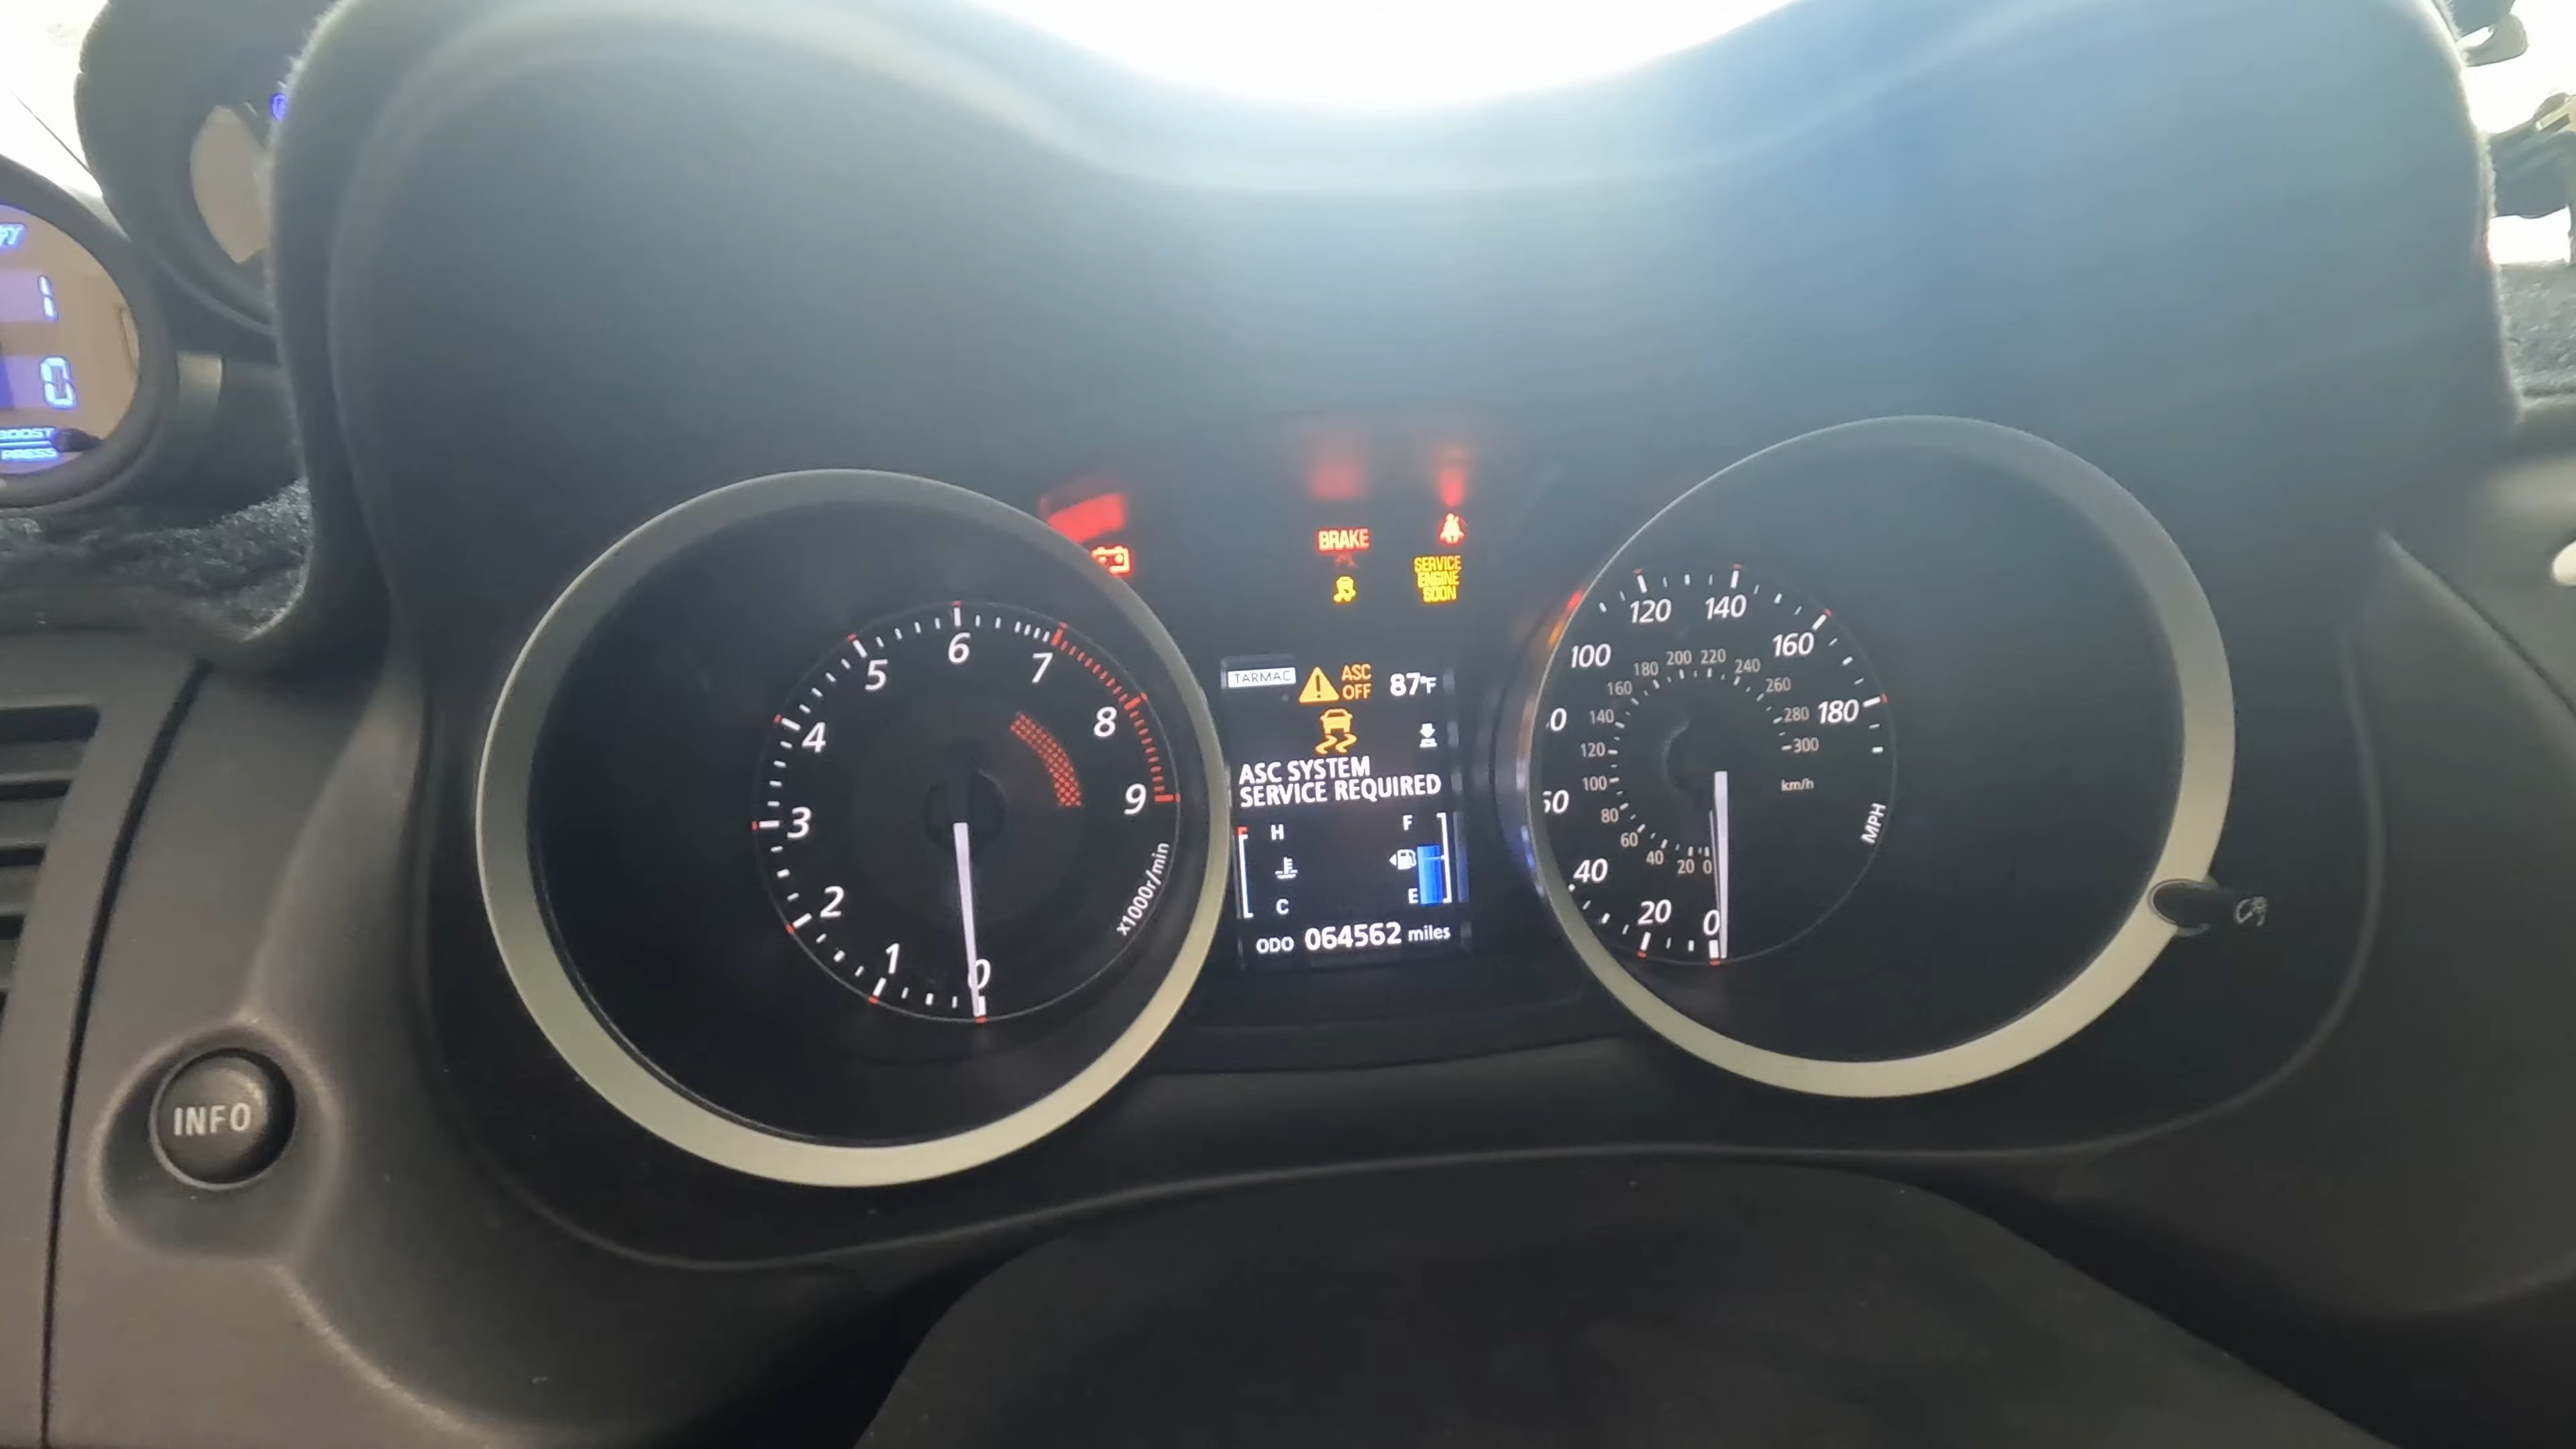 1
0
BOOST
PRESS
INFO
1
2
3
4
5
6
7
8
9
0
x1000r/min
BRAKE
SERVICE
ENGINE
SOON
TARMAC
ASC
OFF
87°F
ASC SYSTEM
SERVICE REQUIRED
H
C
F
E
ODO 064562 miles
0
20
40
100
120
140
160
180
0
20
40
60
80
100
120
140
160
180
200
220
240
260
280
300
km/h
MPH